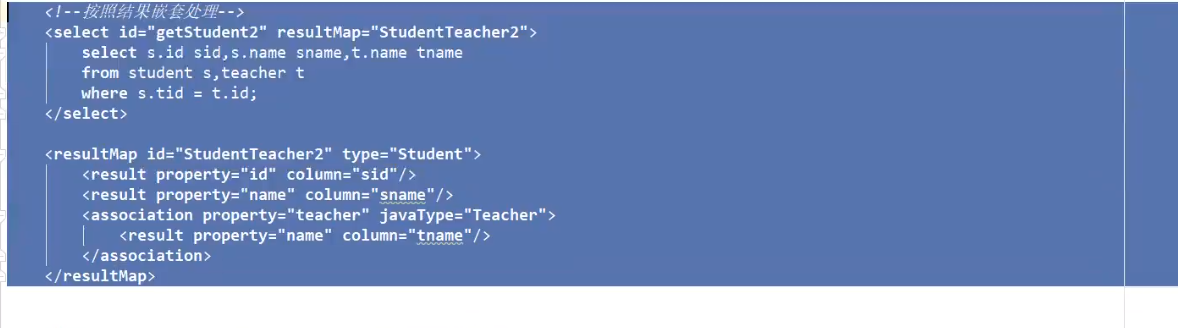 <!--按照结果嵌套处理-->
<select id="getStudent2" resultMap="StudentTeacher2">
    select s.id sid,s.name sname,t.name tname
    from student s,teacher t
    where s.tid = t.id;
</select>
<resultMap id="StudentTeacher2" type="Student">
    <result property="id" column="sid"/>
    <result property="name" column="sname"/>
    <association property="teacher" javaType="Teacher">
        <result property="name" column="tname"/>
    </association>
</resultMap>